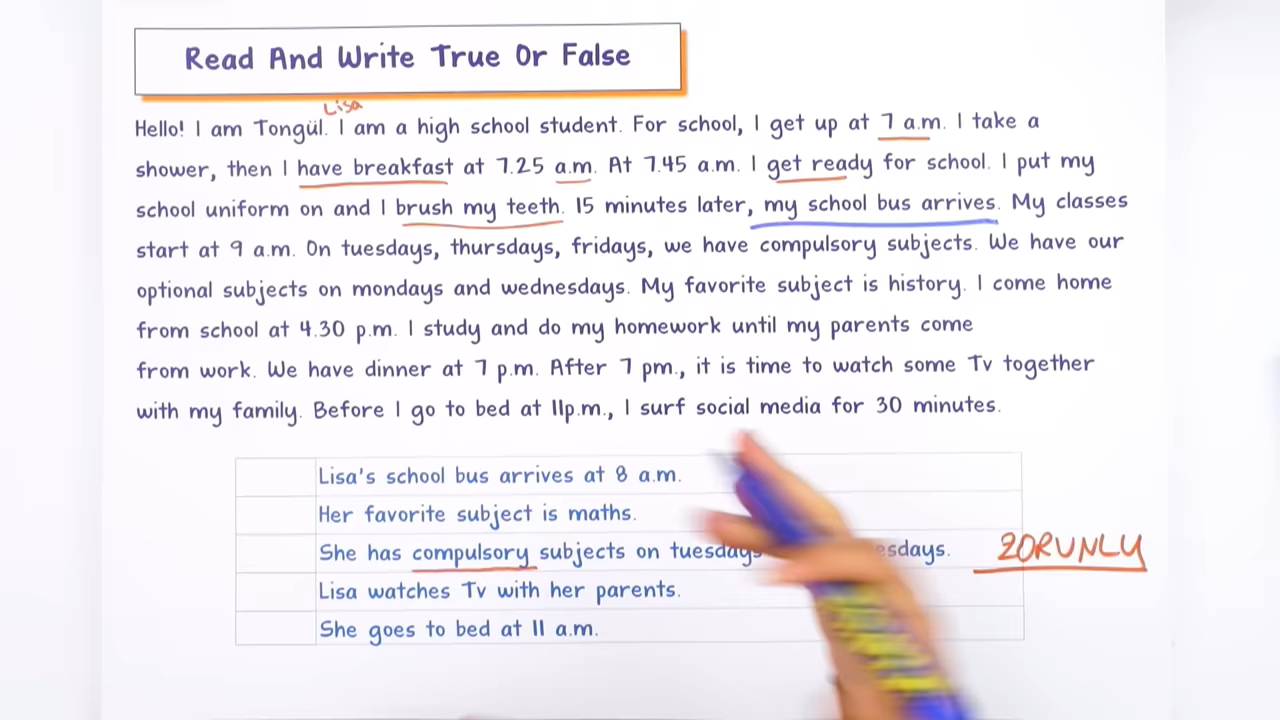 Read And Write True Or False
Lisa
Hello! I am Tongül. I am a high school student. For school, I get up at 7 a.m. I take a
shower, then I have breakfast at 7.25 a.m. At 7.45 a.m. I get ready for school. I put my
school uniform on and I brush my teeth. 15 minutes later, my school bus arrives. My classes
start at 9 a.m. On tuesdays, thursdays, fridays, we have compulsory subjects. We have our
optional subjects on mondays and wednesdays. My favorite subject is history. I come home
from school at 4.30 p.m. I study and do my homework until my parents come
from work. We have dinner at 7 p.m. After 7 pm., it is time to watch some Tv together
with my family. Before I go to bed at 11p.m., I surf social media for 30 minutes.
Lisa's school bus arrives at 8 a.m.
Her favorite subject is maths.
She has compulsory subjects on tuesdays
ZORUNLY
Lisa watches Tv with her parents.
She goes to bed at 11 a.m.